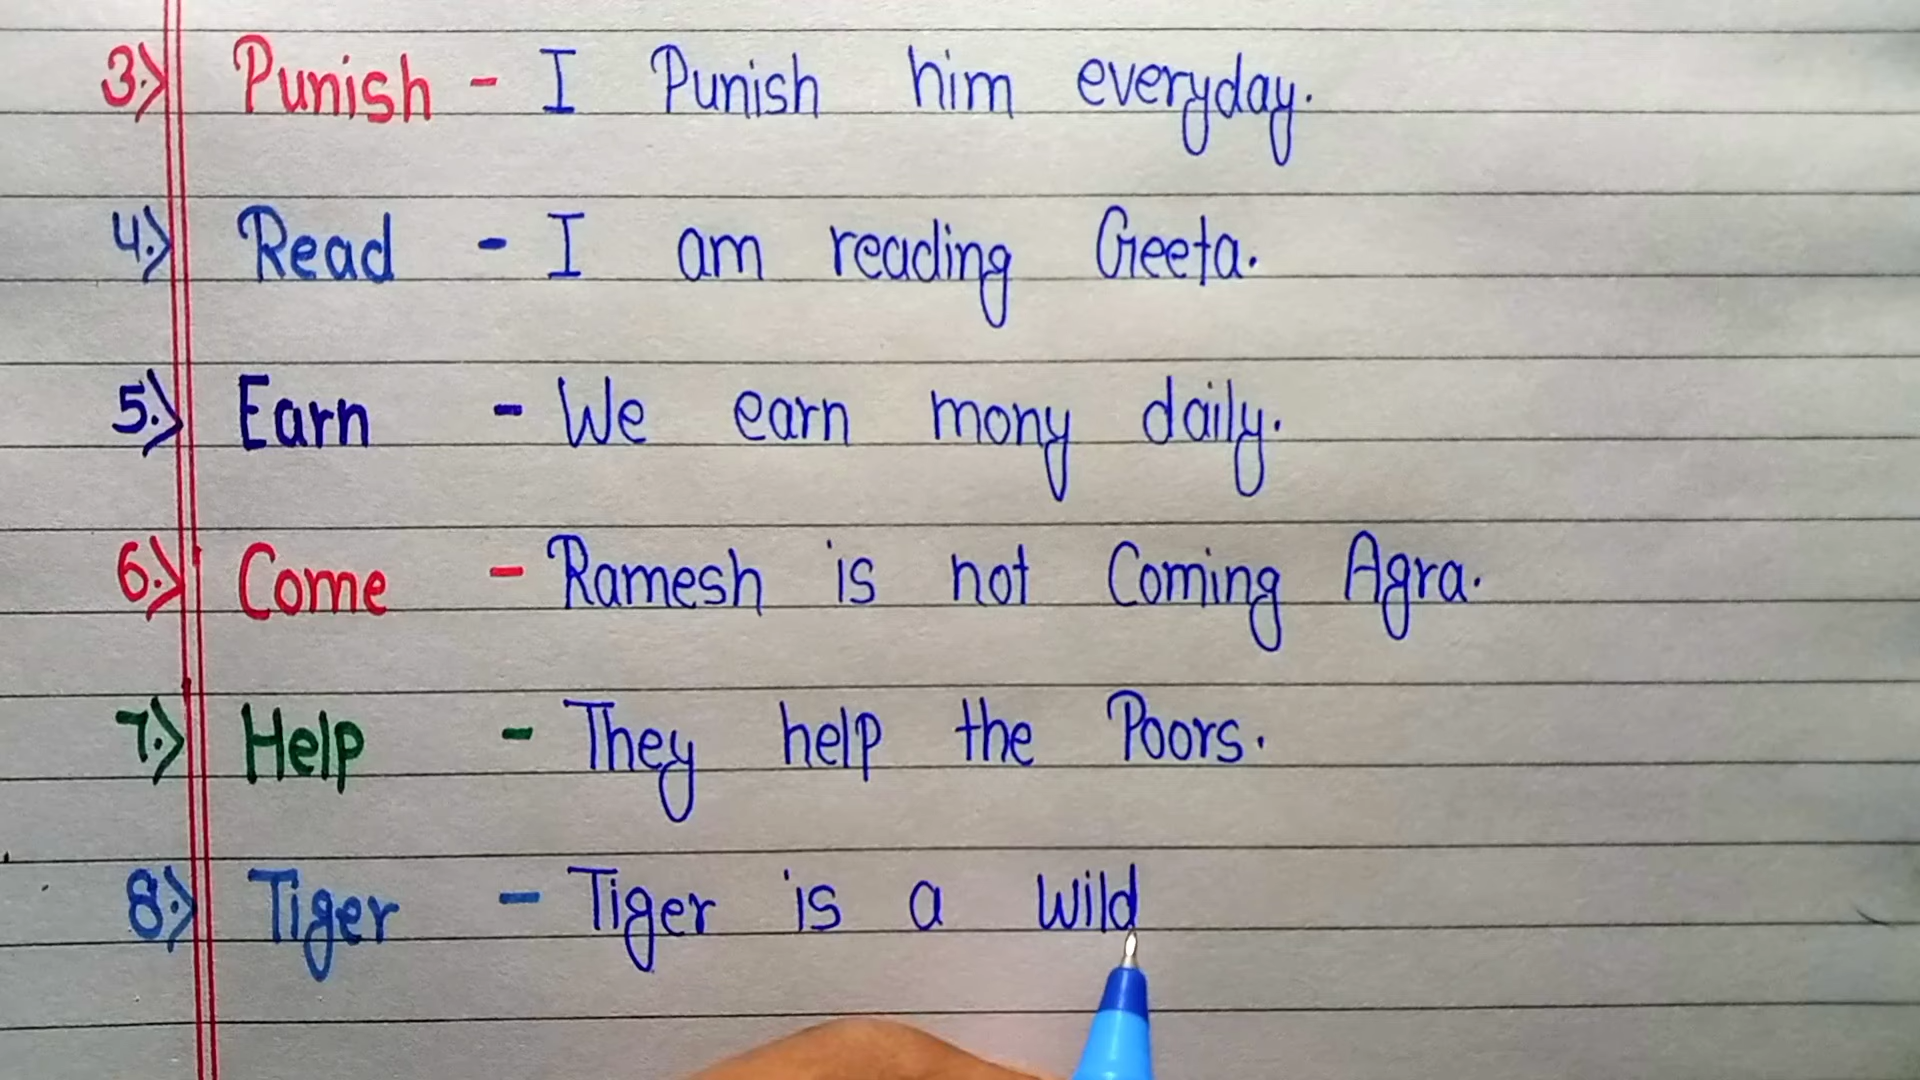 3.) Punish - I Punish him everyday.
4.) Read - I am reading Geeta.
5.) Earn - We earn mony daily.
6.) Come - Ramesh is not Coming Agra.
7.) Help - They help the Poors.
8.) Tiger - Tiger is a Wild